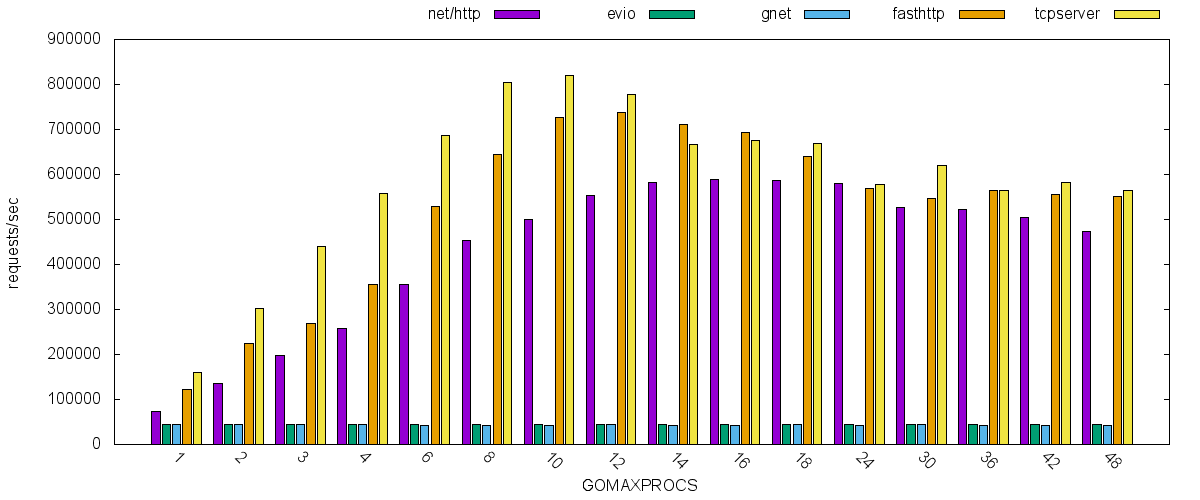 net/http evio gnet fasthttp tcpserver
900000
800000
700000
600000
500000
400000
300000
200000
100000
0
requests/sec
1 2 3 4 6 8 10 12 14 16 18 24 30 36 42 48
GOMAXPROCS